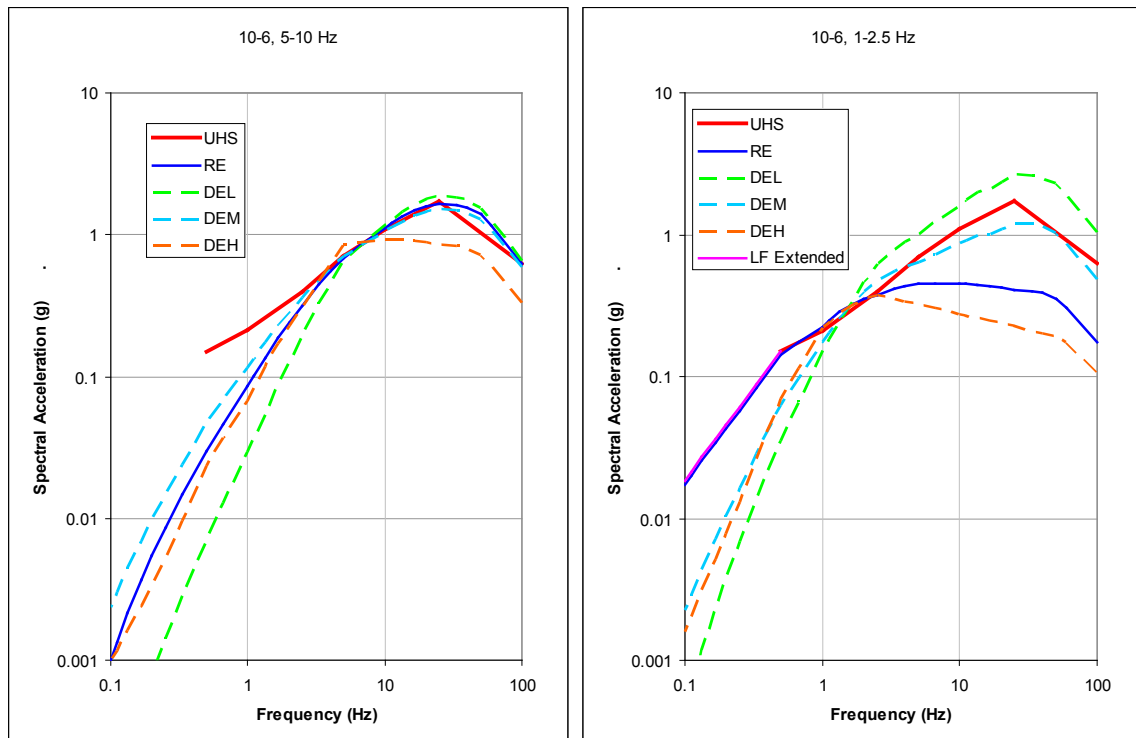 10-6, 5-10 Hz
10
1
0.1
0.01
0.001
0.1
1
10
100
Spectral Acceleration (g)
Frequency (Hz)
UHS
RE
DEL
DEM
DEH
10-6, 1-2.5 Hz
10
1
0.1
0.01
0.001
0.1
1
10
100
Spectral Acceleration (g)
Frequency (Hz)
UHS
RE
DEL
DEM
DEH
LF Extended